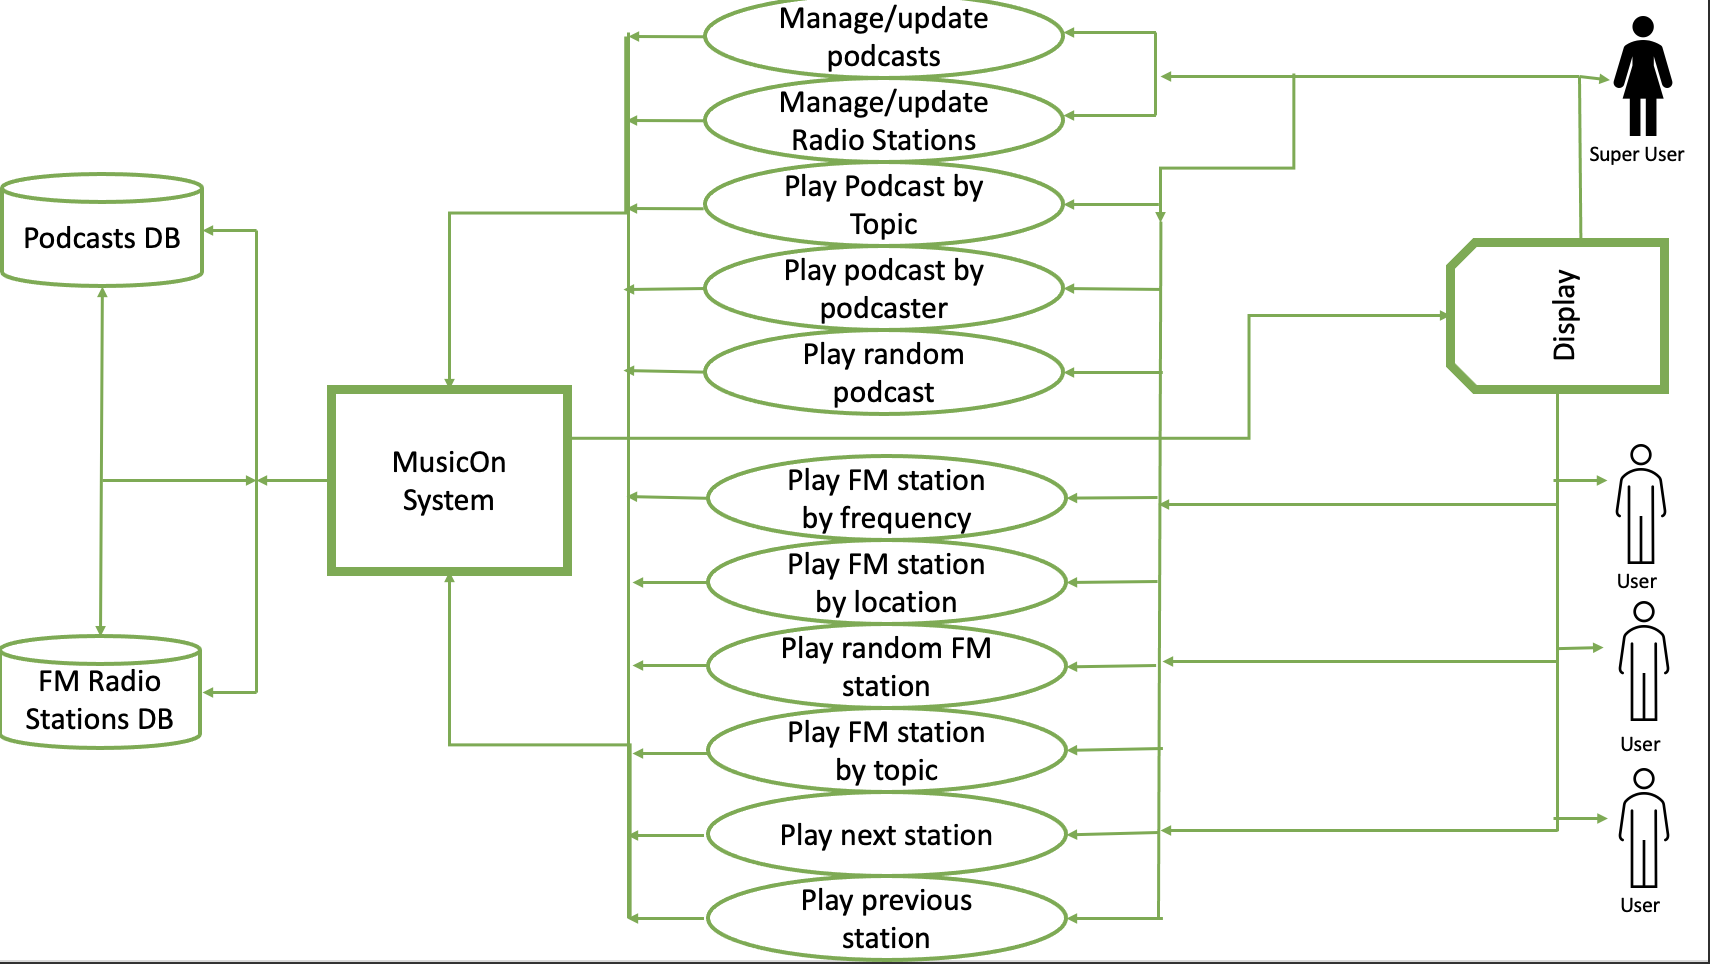 Manage/update
podcasts
Manage/update
Radio Stations
Play Podcast by
Topic
Play podcast by
podcaster
Play random
podcast
Play FM station
by frequency
Play FM station
by location
Play random FM
station
Play FM station
by topic
Play next station
Play previous
station
Podcasts DB
FM Radio
Stations DB
MusicOn
System
Display
Super User
User
User
User